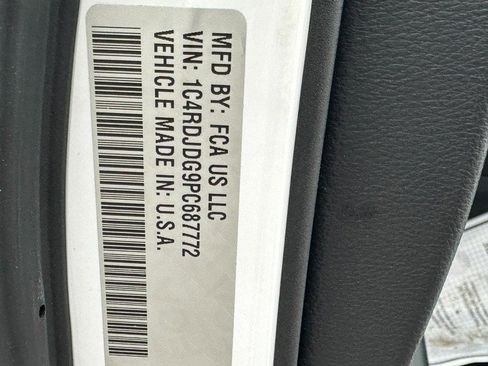 MFD BY: FCA US LLC
VIN: 1C4RDJDG9PC687772
VEHICLE MADE IN: U.S.A.